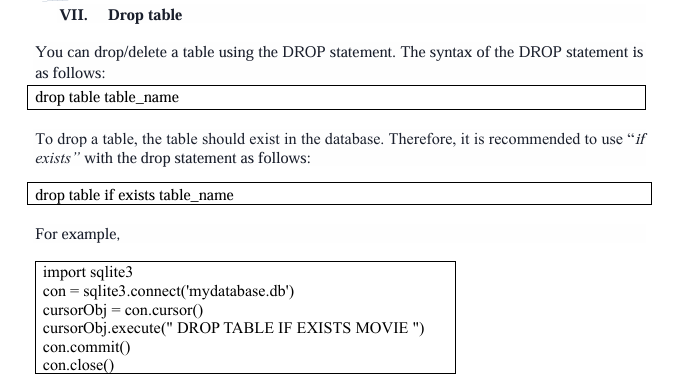 VII. Drop table
You can drop/delete a table using the DROP statement. The syntax of the DROP statement is
as follows:
drop table table_name
To drop a table, the table should exist in the database. Therefore, it is recommended to use “if
exists” with the drop statement as follows:
drop table if exists table_name
For example,
import sqlite3
con = sqlite3.connect('mydatabase.db')
cursorObj = con.cursor()
cursorObj.execute(" DROP TABLE IF EXISTS MOVIE ")
con.commit()
con.close()